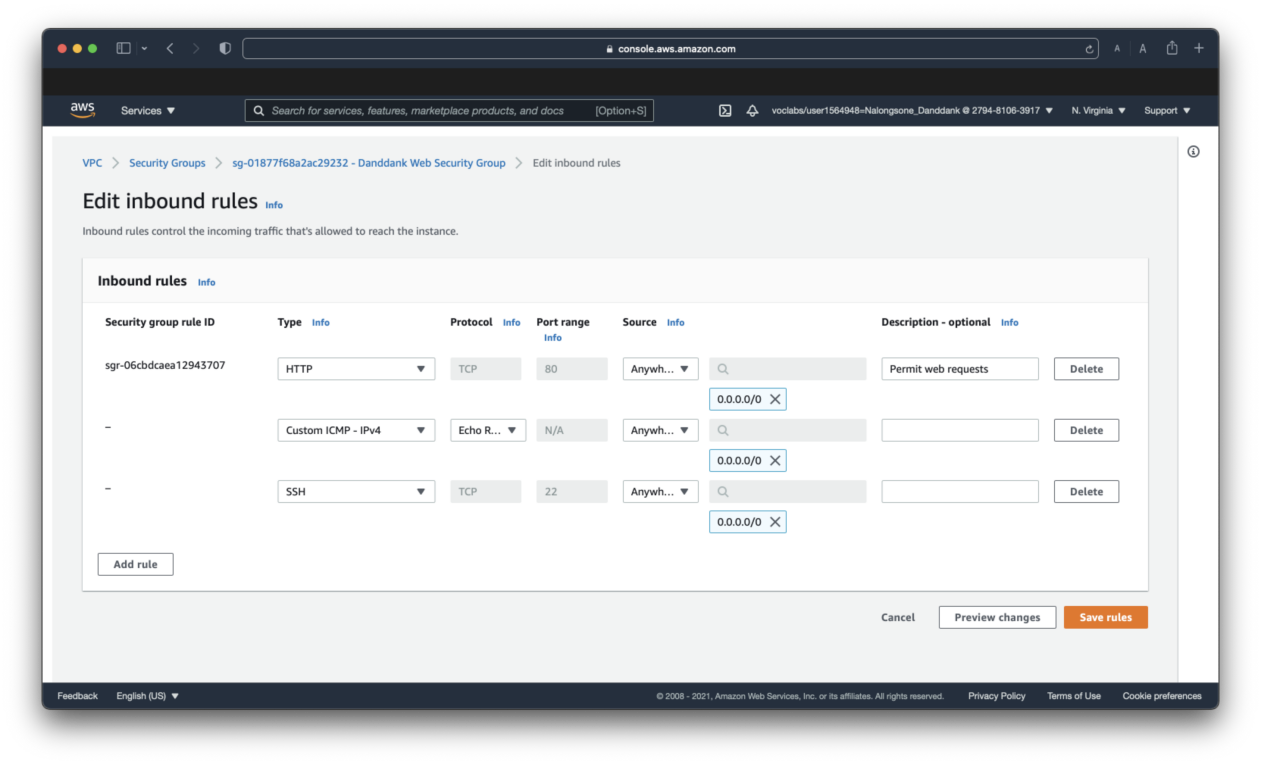 console.aws.amazon.com
A A
aws Services Search for services, features, marketplace products, and docs [Option+S] voclabs/user1564948=Nalongsone_Danddank @ 2794-8106-3917 N. Virginia Support
VPC Security Groups sg-01877f68a2ac29232 - Danddank Web Security Group Edit inbound rules
Edit inbound rules Info
Inbound rules control the incoming traffic that's allowed to reach the instance.
Inbound rules Info
Security group rule ID Type Info Protocol Info Port range Source Info Description - optional Info
Info
sgr-06cbdcaea12943707 HTTP TCP 80 Anywh... Permit web requests Delete
0.0.0.0/0
– Custom ICMP - IPv4 Echo R... N/A Anywh... Delete
0.0.0.0/0
– SSH TCP 22 Anywh... Delete
0.0.0.0/0
Add rule
Cancel Preview changes Save rules
Feedback English (US) © 2008 - 2021, Amazon Web Services, Inc. or its affiliates. All rights reserved. Privacy Policy Terms of Use Cookie preferences